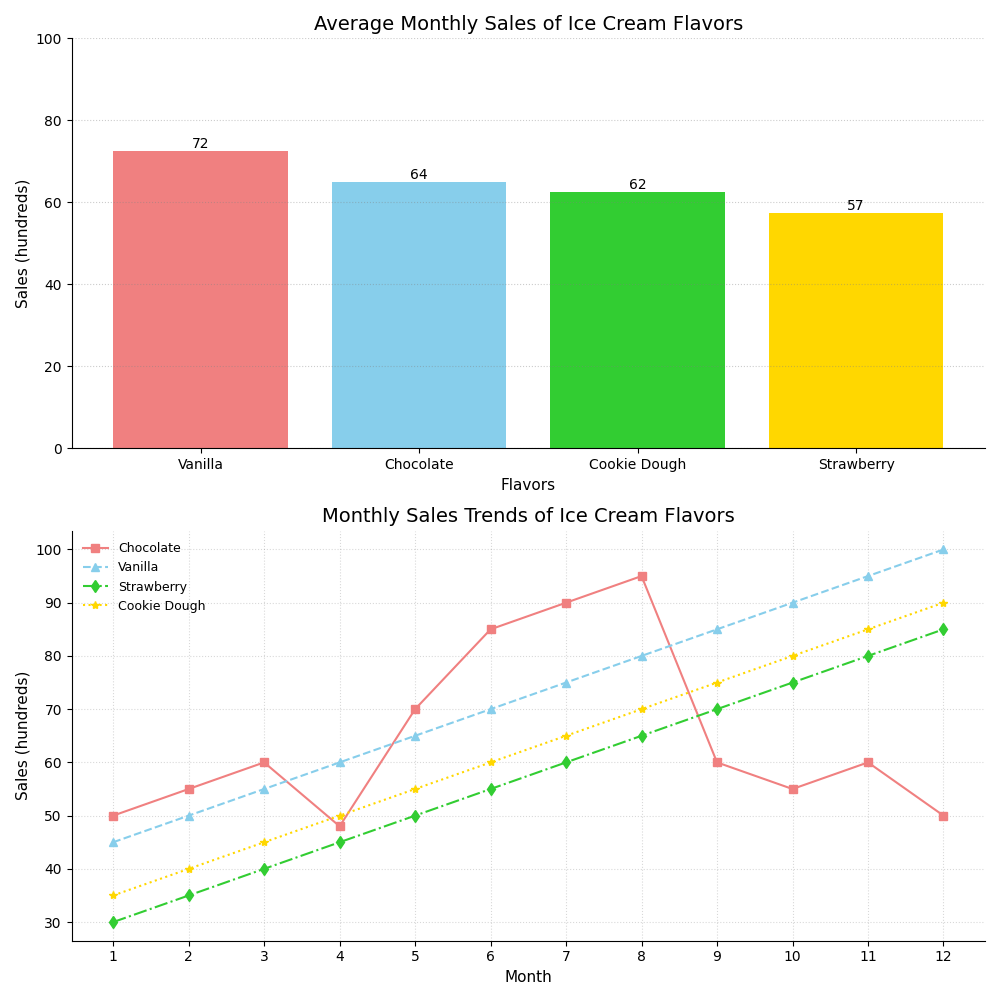 Average Monthly Sales of Ice Cream Flavors
100
80
60
40
20
0
Sales (hundreds)
72
64
62
57
Vanilla
Chocolate
Cookie Dough
Strawberry
Flavors
Monthly Sales Trends of Ice Cream Flavors
Chocolate
Vanilla
Strawberry
Cookie Dough
100
90
80
70
60
50
40
30
Sales (hundreds)
1 2 3 4 5 6 7 8 9 10 11 12
Month